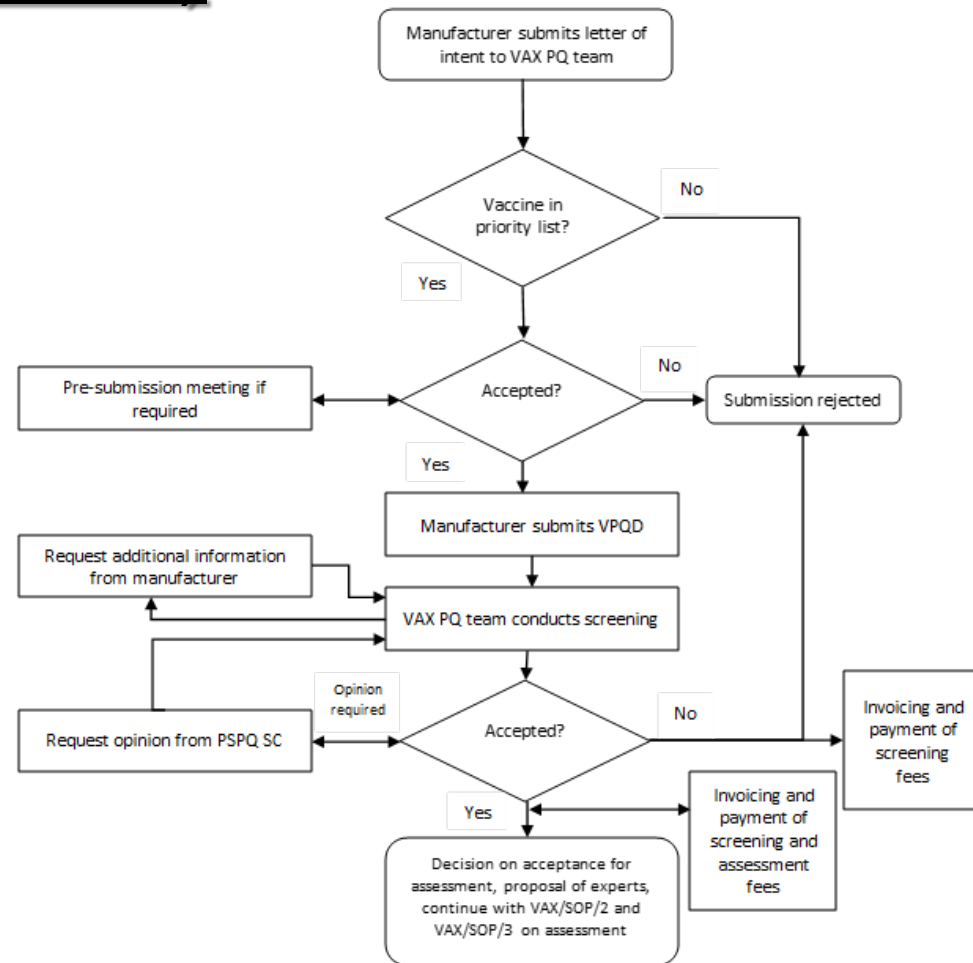 Manufacturer submits letter of
intent to VAX PQ team
Vaccine in
priority list?
No
Yes
Pre-submission meeting if
required
Accepted?
No
Submission rejected
Yes
Manufacturer submits VPQD
Request additional information
from manufacturer
VAX PQ team conducts screening
Opinion
required
Request opinion from PSPQ SC
Accepted?
No
Invoicing and
payment of
screening
fees
Yes
Invoicing and
payment of
screening and
assessment
fees
Decision on acceptance for
assessment, proposal of experts,
continue with VAX/SOP/2 and
VAX/SOP/3 on assessment